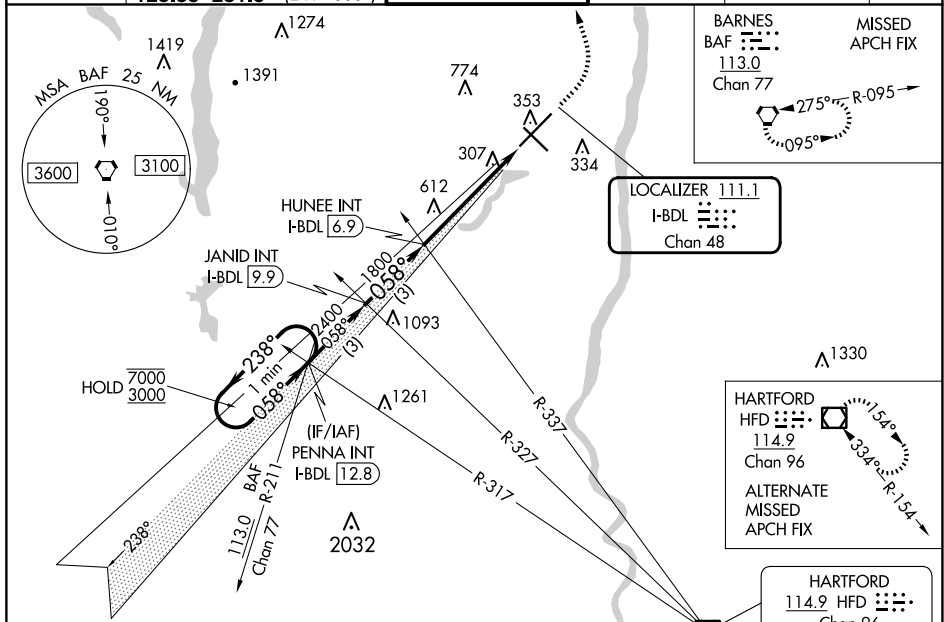 1274
1419
1391
774
353
307
334
612
MSA BAF 25 NM
190°
3600
3100
010°
BARNES
BAF
113.0
Chan 77
MISSED
APCH FIX
275°
R-095
095°
LOCALIZER 111.1
I-BDL
Chan 48
HUNEE INT
I-BDL 6.9
JANID INT
I-BDL 9.9
1800
058°
(3)
2400
058°
(3)
1093
238°
1 min
058°
HOLD 7000
3000
1261
(IF/IAF)
PENNA INT
I-BDL 12.8
R-337
R-327
R-317
BAF
R-211
113.0
Chan 77
238°
2032
1330
HARTFORD
HFD
114.9
Chan 96
154°
334°
R-154
ALTERNATE
MISSED
APCH FIX
HARTFORD
114.9 HFD